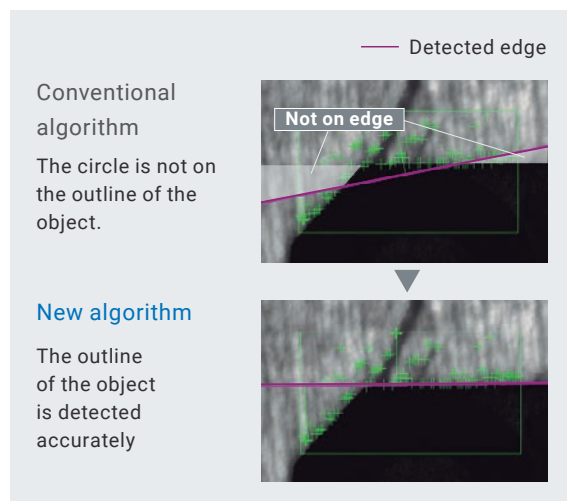 Detected edge
Conventional
algorithm
The circle is not on
the outline of the
object.
Not on edge
New algorithm
The outline
of the object
is detected
accurately